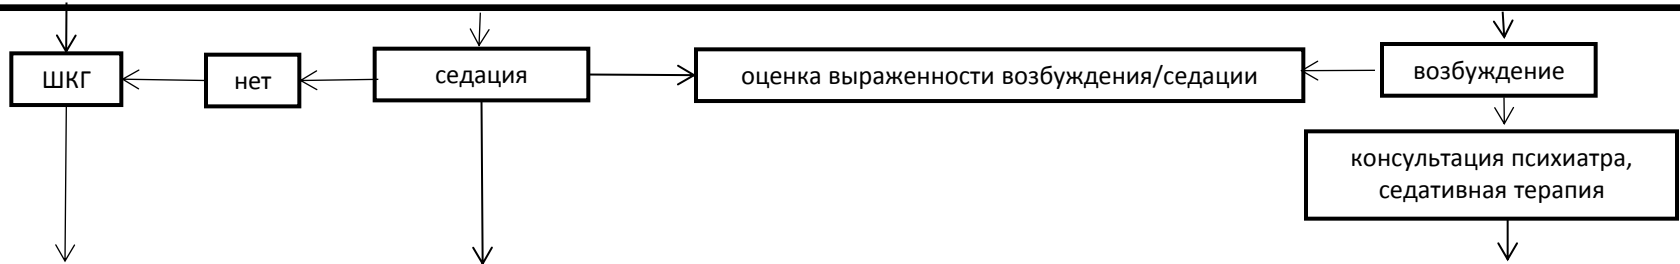 ШКГ
нет
седация
оценка выраженности возбуждения/седации
возбуждение
консультация психиатра,
седативная терапия